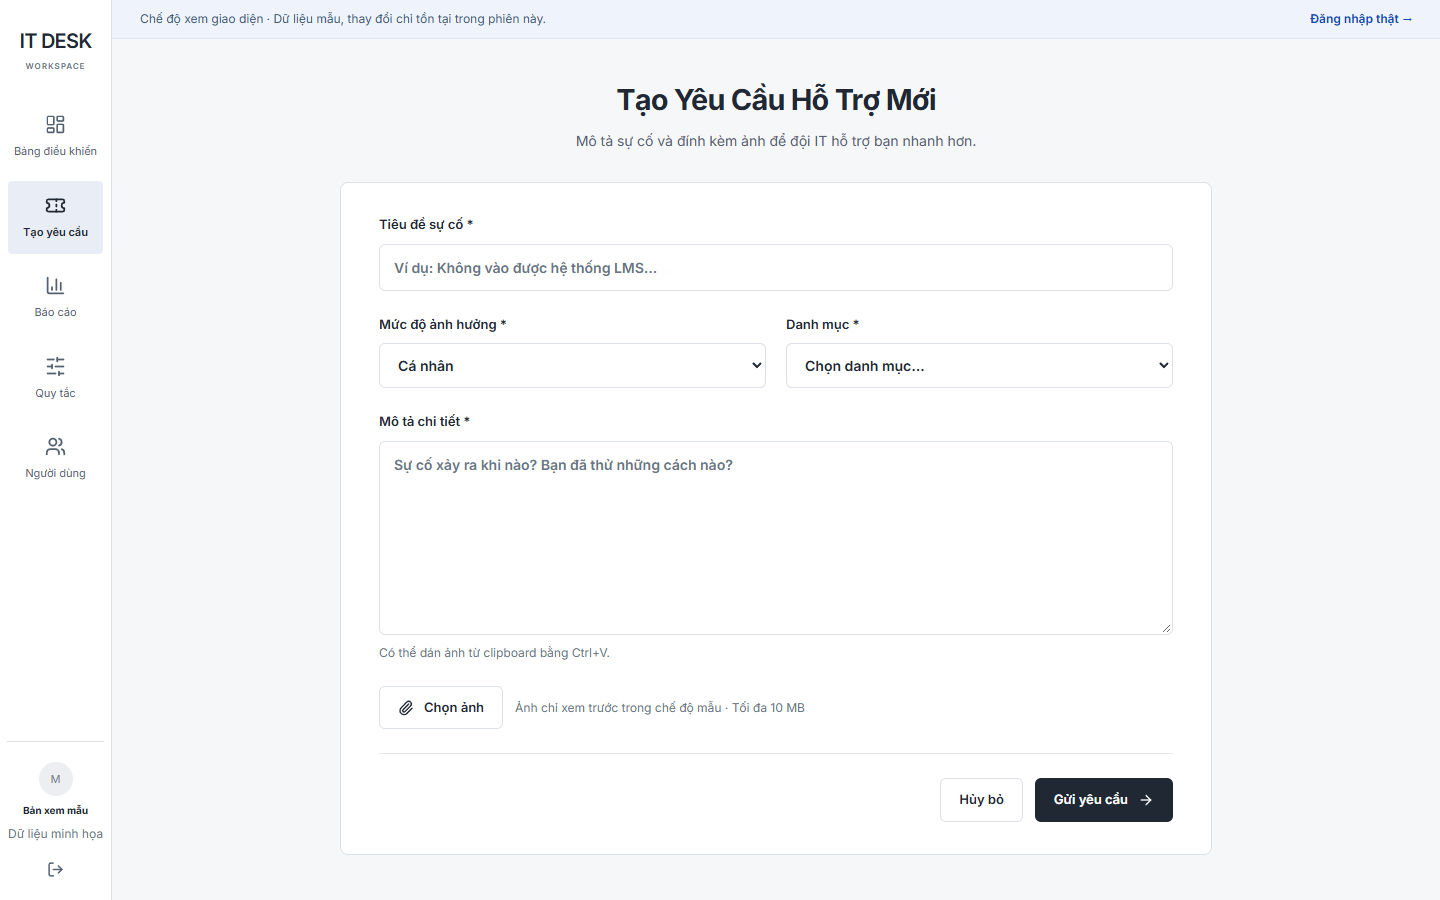 Chế độ xem giao diện · Dữ liệu mẫu, thay đổi chỉ tồn tại trong phiên này.
Đăng nhập thật →
IT DESK
WORKSPACE
Bảng điều khiển
Tạo yêu cầu
Báo cáo
Quy tắc
Người dùng
M
Bản xem mẫu
Dữ liệu minh họa
Tạo Yêu Cầu Hỗ Trợ Mới
Mô tả sự cố và đính kèm ảnh để đội IT hỗ trợ bạn nhanh hơn.
Tiêu đề sự cố *
Ví dụ: Không vào được hệ thống LMS...
Mức độ ảnh hưởng *
Danh mục *
Cá nhân
Chọn danh mục...
Mô tả chi tiết *
Sự cố xảy ra khi nào? Bạn đã thử những cách nào?
Có thể dán ảnh từ clipboard bằng Ctrl+V.
Chọn ảnh
Ảnh chỉ xem trước trong chế độ mẫu · Tối đa 10 MB
Hủy bỏ
Gửi yêu cầu →